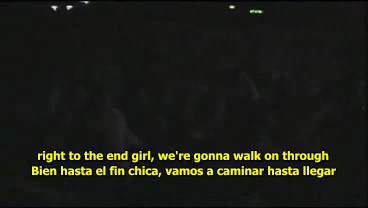 right to the end girl, we're gonna walk on through
Bien hasta el fin chica, vamos a caminar hasta llegar